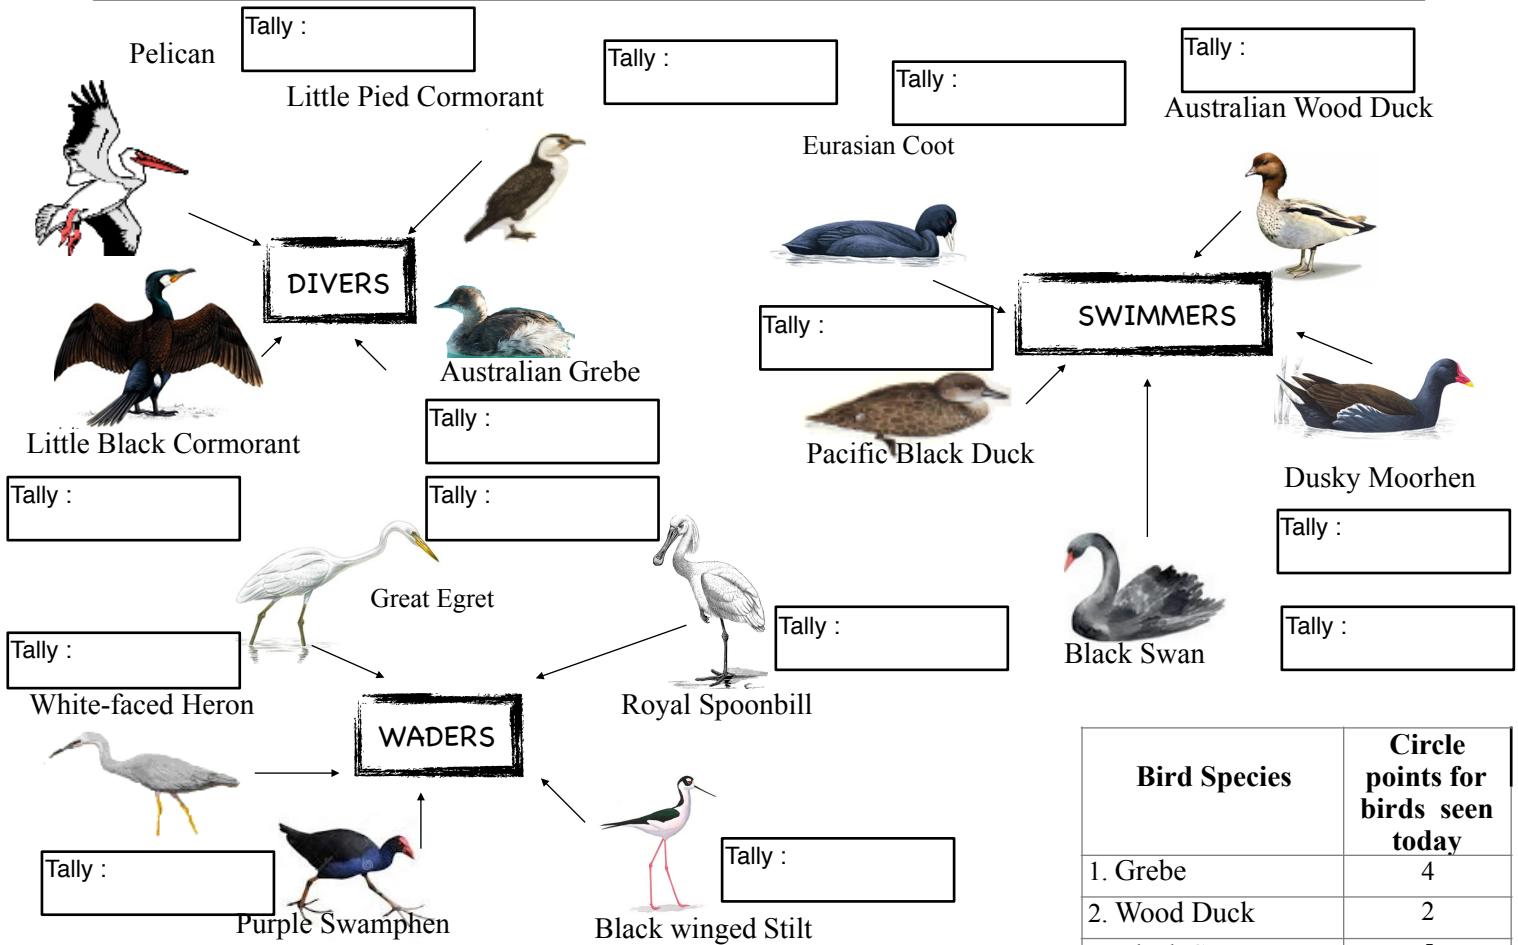 Tally :
Pelican
Little Pied Cormorant
Tally :
Tally :
Tally :
Australian Wood Duck
Eurasian Coot
DIVERS
SWIMMERS
Tally :
Australian Grebe
Little Black Cormorant
Tally :
Pacific Black Duck
Dusky Moorhen
Tally :
Tally :
Tally :
Great Egret
Tally :
Tally :
Black Swan
Tally :
White-faced Heron
Royal Spoonbill
WADERS
Tally :
Purple Swamphen
Tally :
Black winged Stilt
Bird Species
Circle
points for
birds seen
today
1. Grebe
4
2. Wood Duck
2